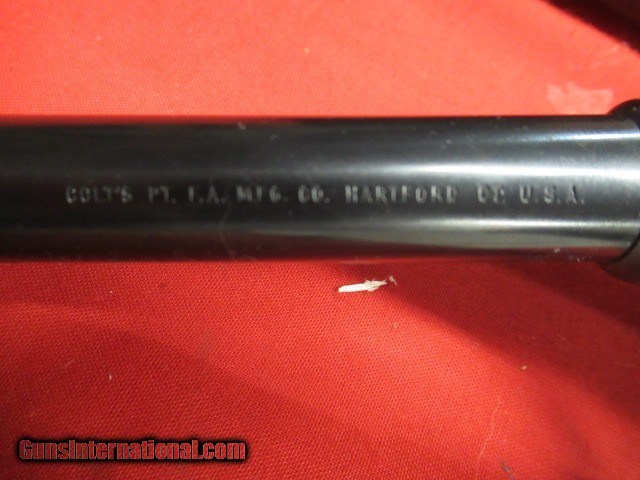 COLT'S PT. F.A. MFG. CO. HARTFORD CT. U.S.A.
GunsInternational.com